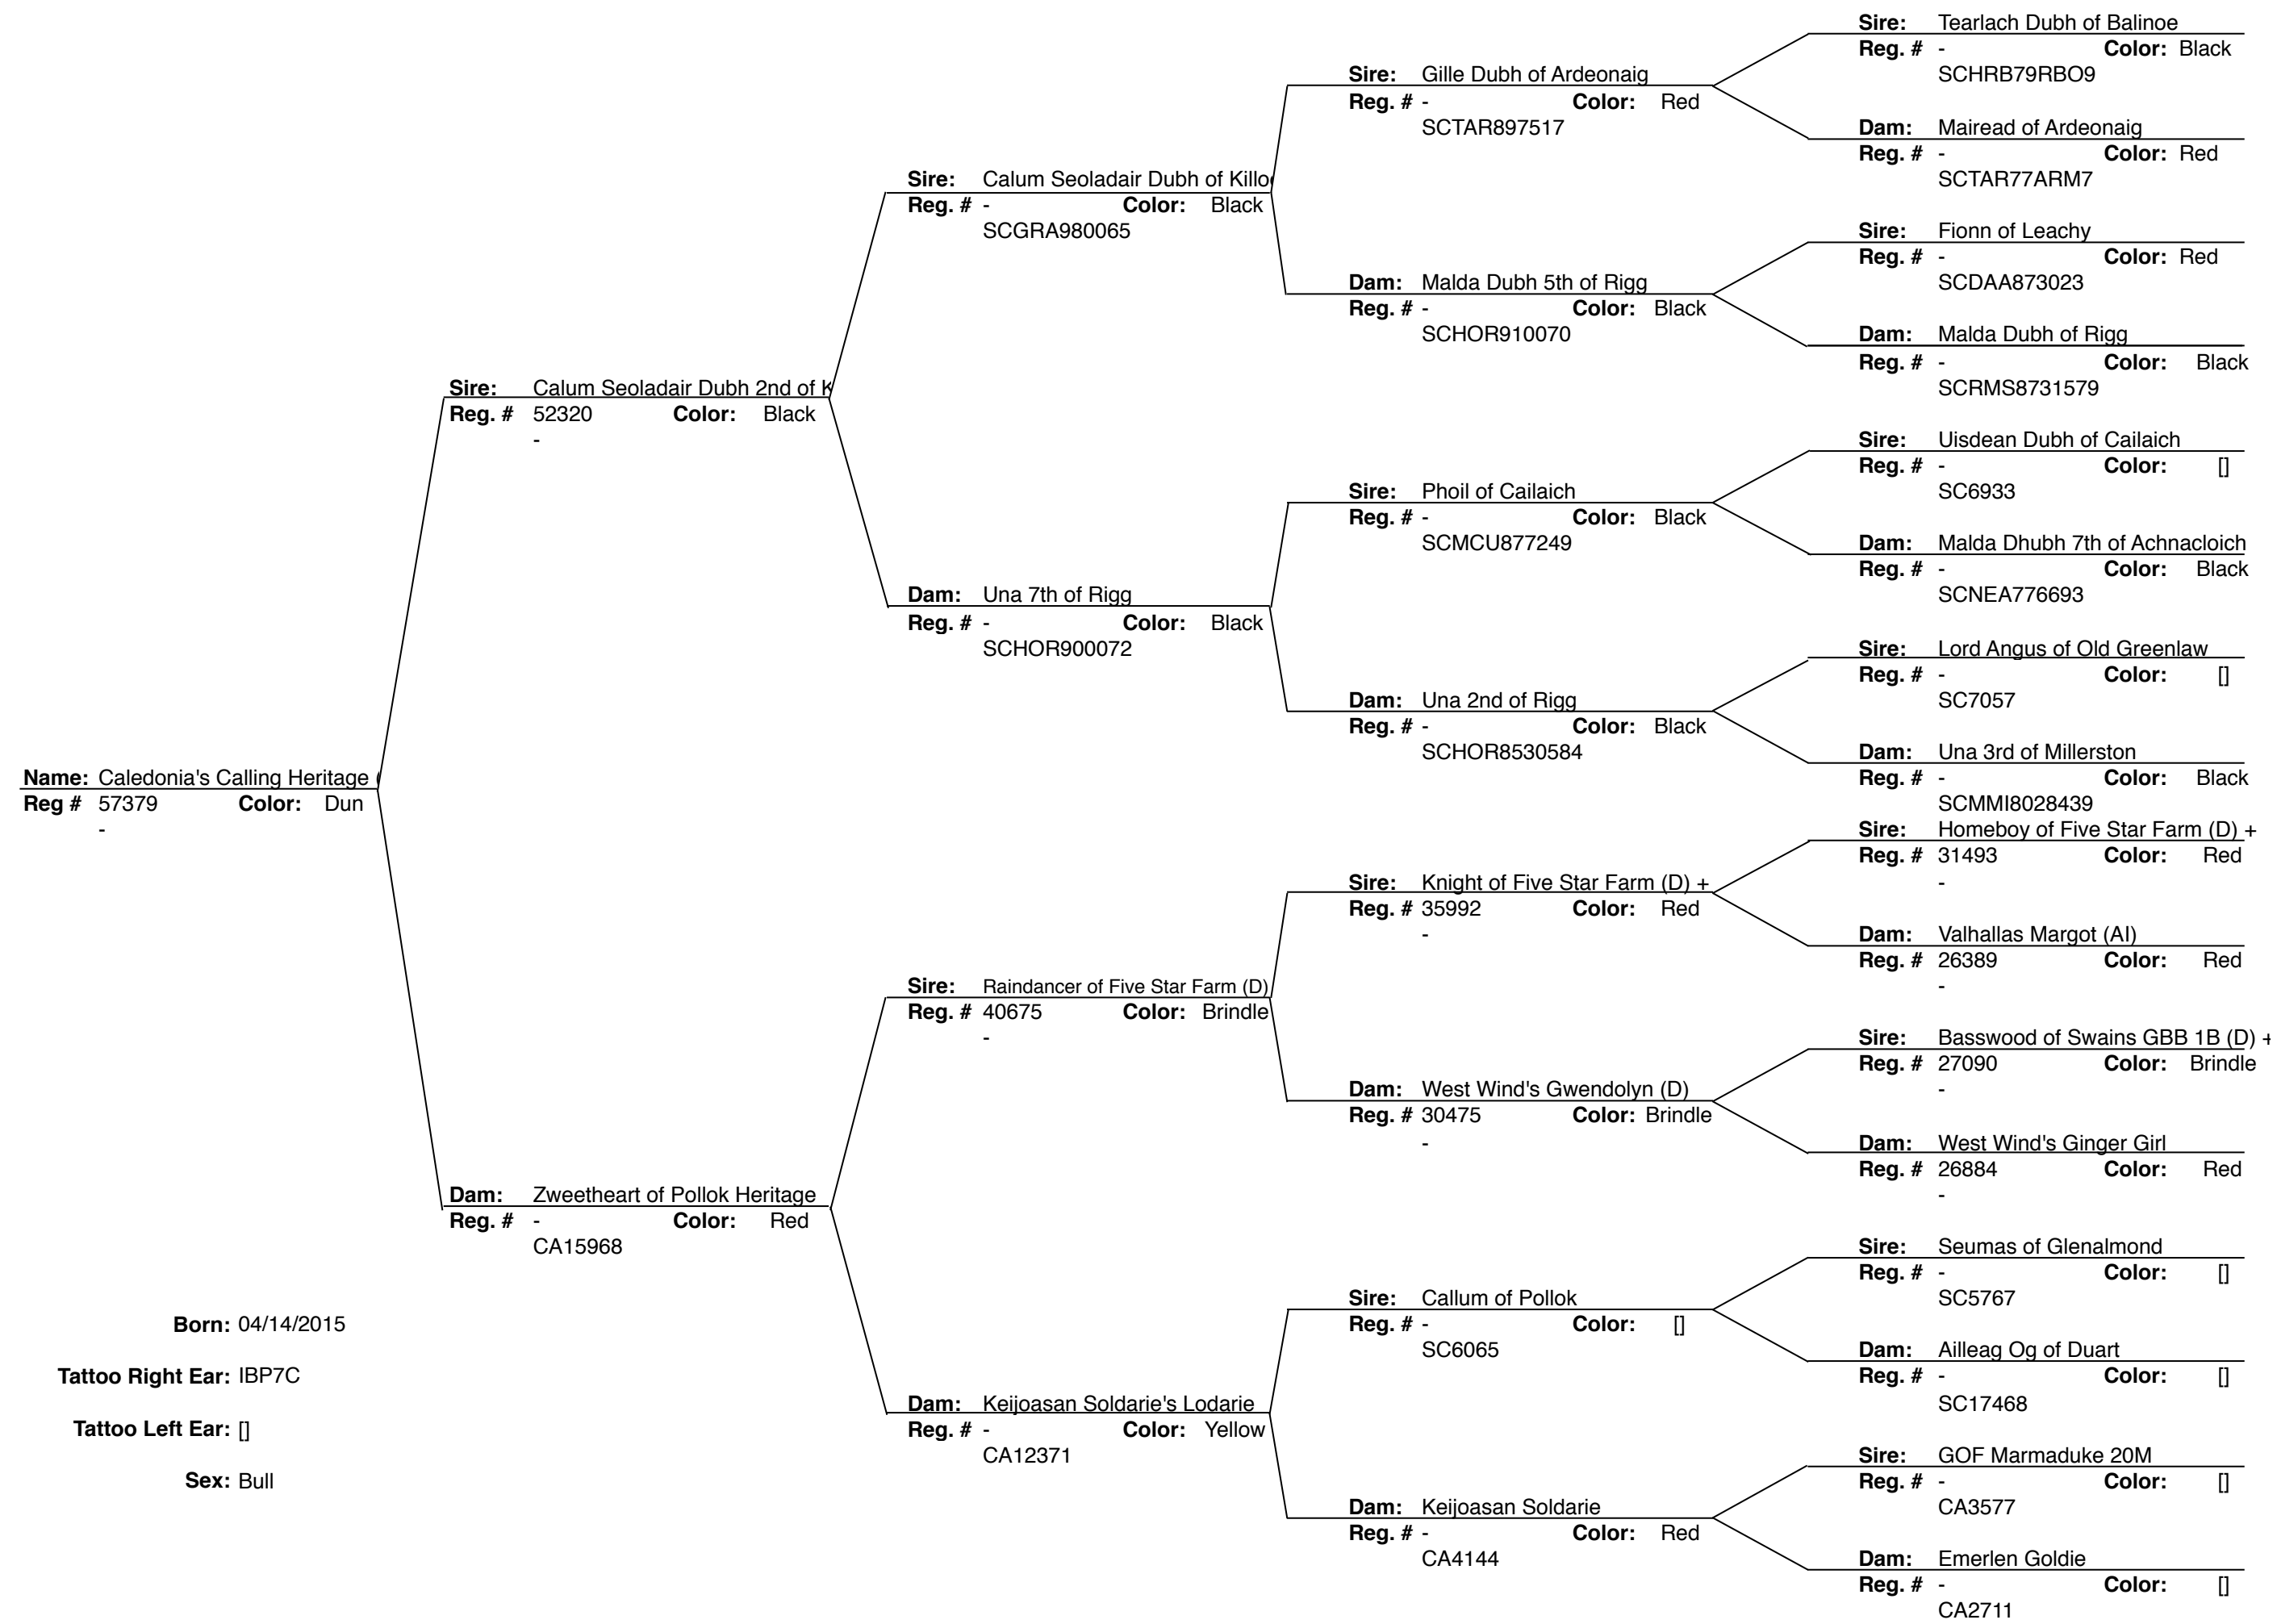 Name: Caledonia's Calling Heritage (
Reg # 57379 Color: Dun
-
Born: 04/14/2015
Tattoo Right Ear: IBP7C
Tattoo Left Ear: []
Sex: Bull
Sire: Calum Seoladair Dubh 2nd of K
Reg. # 52320 Color: Black
-
Dam: Zweetheart of Pollok Heritage
Reg. # - Color: Red
CA15968
Sire: Calum Seoladair Dubh of Killo
Reg. # - Color: Black
SCGRA980065
Dam: Una 7th of Rigg
Reg. # - Color: Black
SCHOR900072
Sire: Raindancer of Five Star Farm (D)
Reg. # 40675 Color: Brindle
-
Dam: Keijoasan Soldarie's Lodarie
Reg. # - Color: Yellow
CA12371
Sire: Gille Dubh of Ardeonaig
Reg. # - Color: Red
SCTAR897517
Dam: Malda Dubh 5th of Rigg
Reg. # - Color: Black
SCHOR910070
Sire: Phoil of Cailaich
Reg. # - Color: Black
SCMCU877249
Dam: Una 2nd of Rigg
Reg. # - Color: Black
SCHOR8530584
Sire: Knight of Five Star Farm (D) +
Reg. # 35992 Color: Red
-
Dam: West Wind's Gwendolyn (D)
Reg. # 30475 Color: Brindle
-
Sire: Callum of Pollok
Reg. # - Color: []
SC6065
Dam: Keijoasan Soldarie
Reg. # - Color: Red
CA4144
Sire: Tearlach Dubh of Balinoe
Reg. # - Color: Black
SCHRB79RBO9
Dam: Mairead of Ardeonaig
Reg. # - Color: Red
SCTAR77ARM7
Sire: Fionn of Leachy
Reg. # - Color: Red
SCDAA873023
Dam: Malda Dubh of Rigg
Reg. # - Color: Black
SCRMS8731579
Sire: Uisdean Dubh of Cailaich
Reg. # - Color: []
SC6933
Dam: Malda Dhubh 7th of Achnacloich
Reg. # - Color: Black
SCNEA776693
Sire: Lord Angus of Old Greenlaw
Reg. # - Color: []
SC7057
Dam: Una 3rd of Millerston
Reg. # - Color: Black
SCMMI8028439
Sire: Homeboy of Five Star Farm (D) +
Reg. # 31493 Color: Red
-
Dam: Valhallas Margot (AI)
Reg. # 26389 Color: Red
-
Sire: Basswood of Swains GBB 1B (D) +
Reg. # 27090 Color: Brindle
-
Dam: West Wind's Ginger Girl
Reg. # 26884 Color: Red
-
Sire: Seumas of Glenalmond
Reg. # - Color: []
SC5767
Dam: Ailleag Og of Duart
Reg. # - Color: []
SC17468
Sire: GOF Marmaduke 20M
Reg. # - Color: []
CA3577
Dam: Emerlen Goldie
Reg. # - Color: []
CA2711